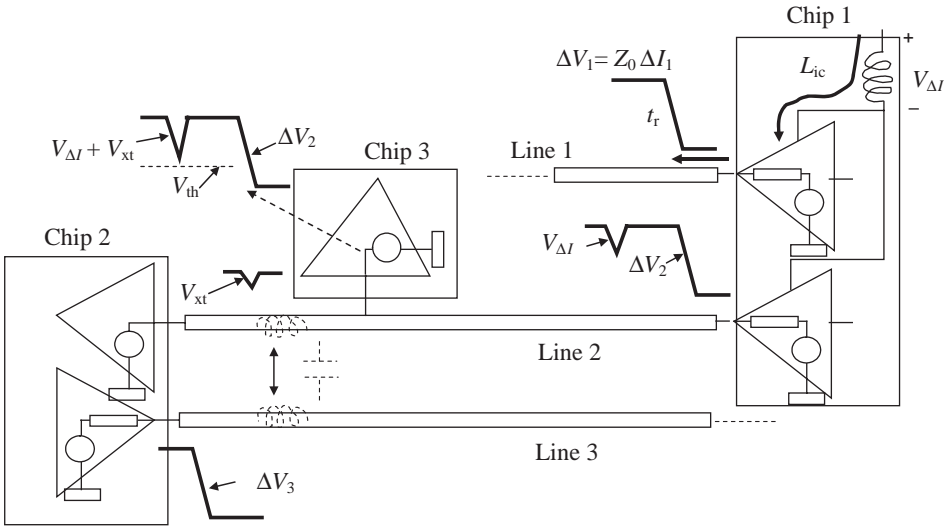 Chip 1
ΔV₁= Z₀ ΔI₁
+
L_ic
V_ΔI
−
t_r
V_ΔI + V_xt
ΔV₂
V_th
Chip 3
Line 1
Chip 2
V_ΔI
ΔV₂
V_xt
Line 2
Line 3
ΔV₃